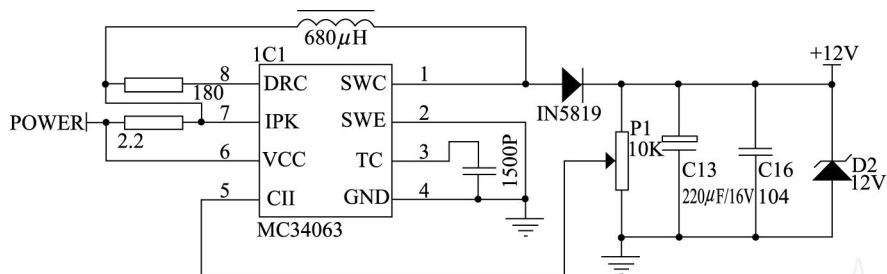 680μH
1C1
8 DRC SWC 1
180
POWER 7 IPK SWE 2
2.2
6 VCC TC 3
1500P
5 CII GND 4
MC34063
IN5819
+12V
P1
10K
C13
220μF/16V
C16
104
D2
12V